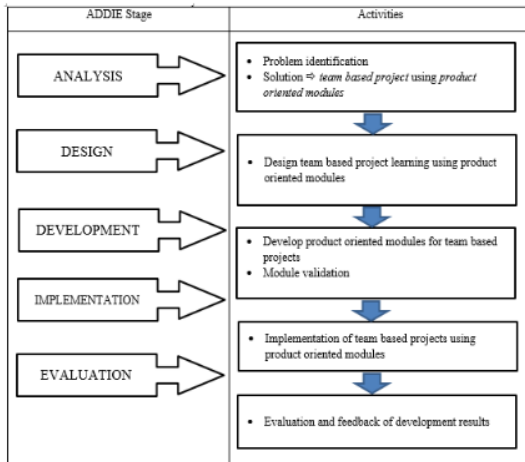 ADDIE Stage
Activities
ANALYSIS
• Problem identification
• Solution ⇨ team based project using product
oriented modules
DESIGN
• Design team based project learning using product
oriented modules
DEVELOPMENT
• Develop product oriented modules for team based
projects
• Module validation
IMPLEMENTATION
• Implementation of team based projects using
product oriented modules
EVALUATION
• Evaluation and feedback of development results